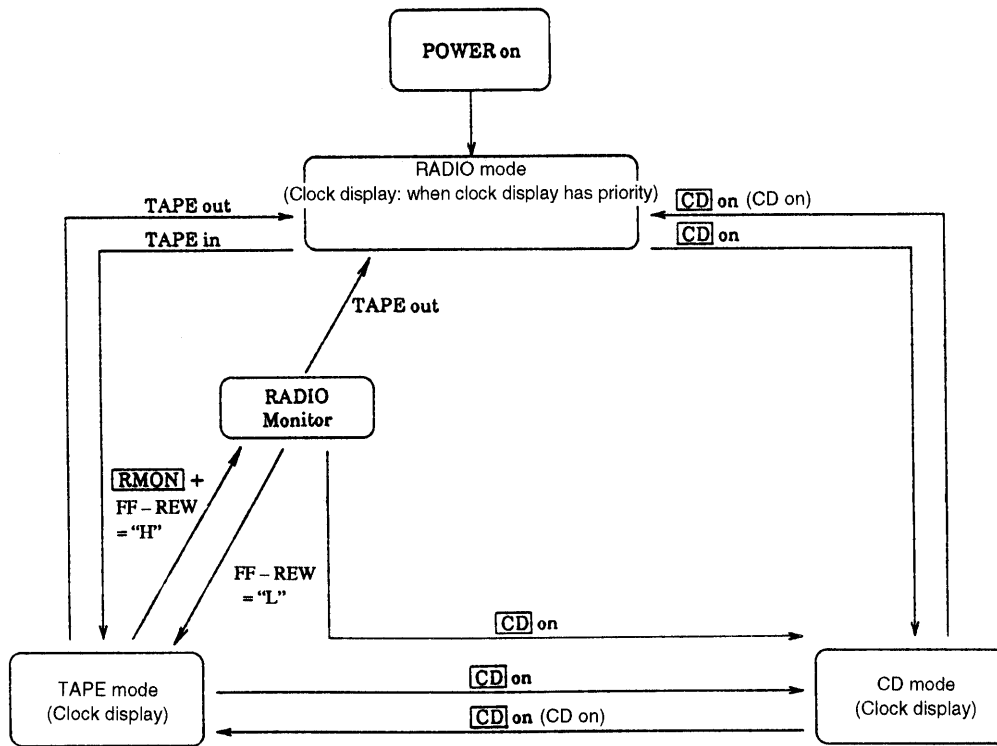 POWER on
RADIO mode
(Clock display: when clock display has priority)
TAPE out
CD on (CD on)
TAPE in
CD on
TAPE out
RADIO
Monitor
RMON +
FF – REW
= “H”
FF – REW
= “L”
CD on
TAPE mode
(Clock display)
CD on
CD on (CD on)
CD mode
(Clock display)